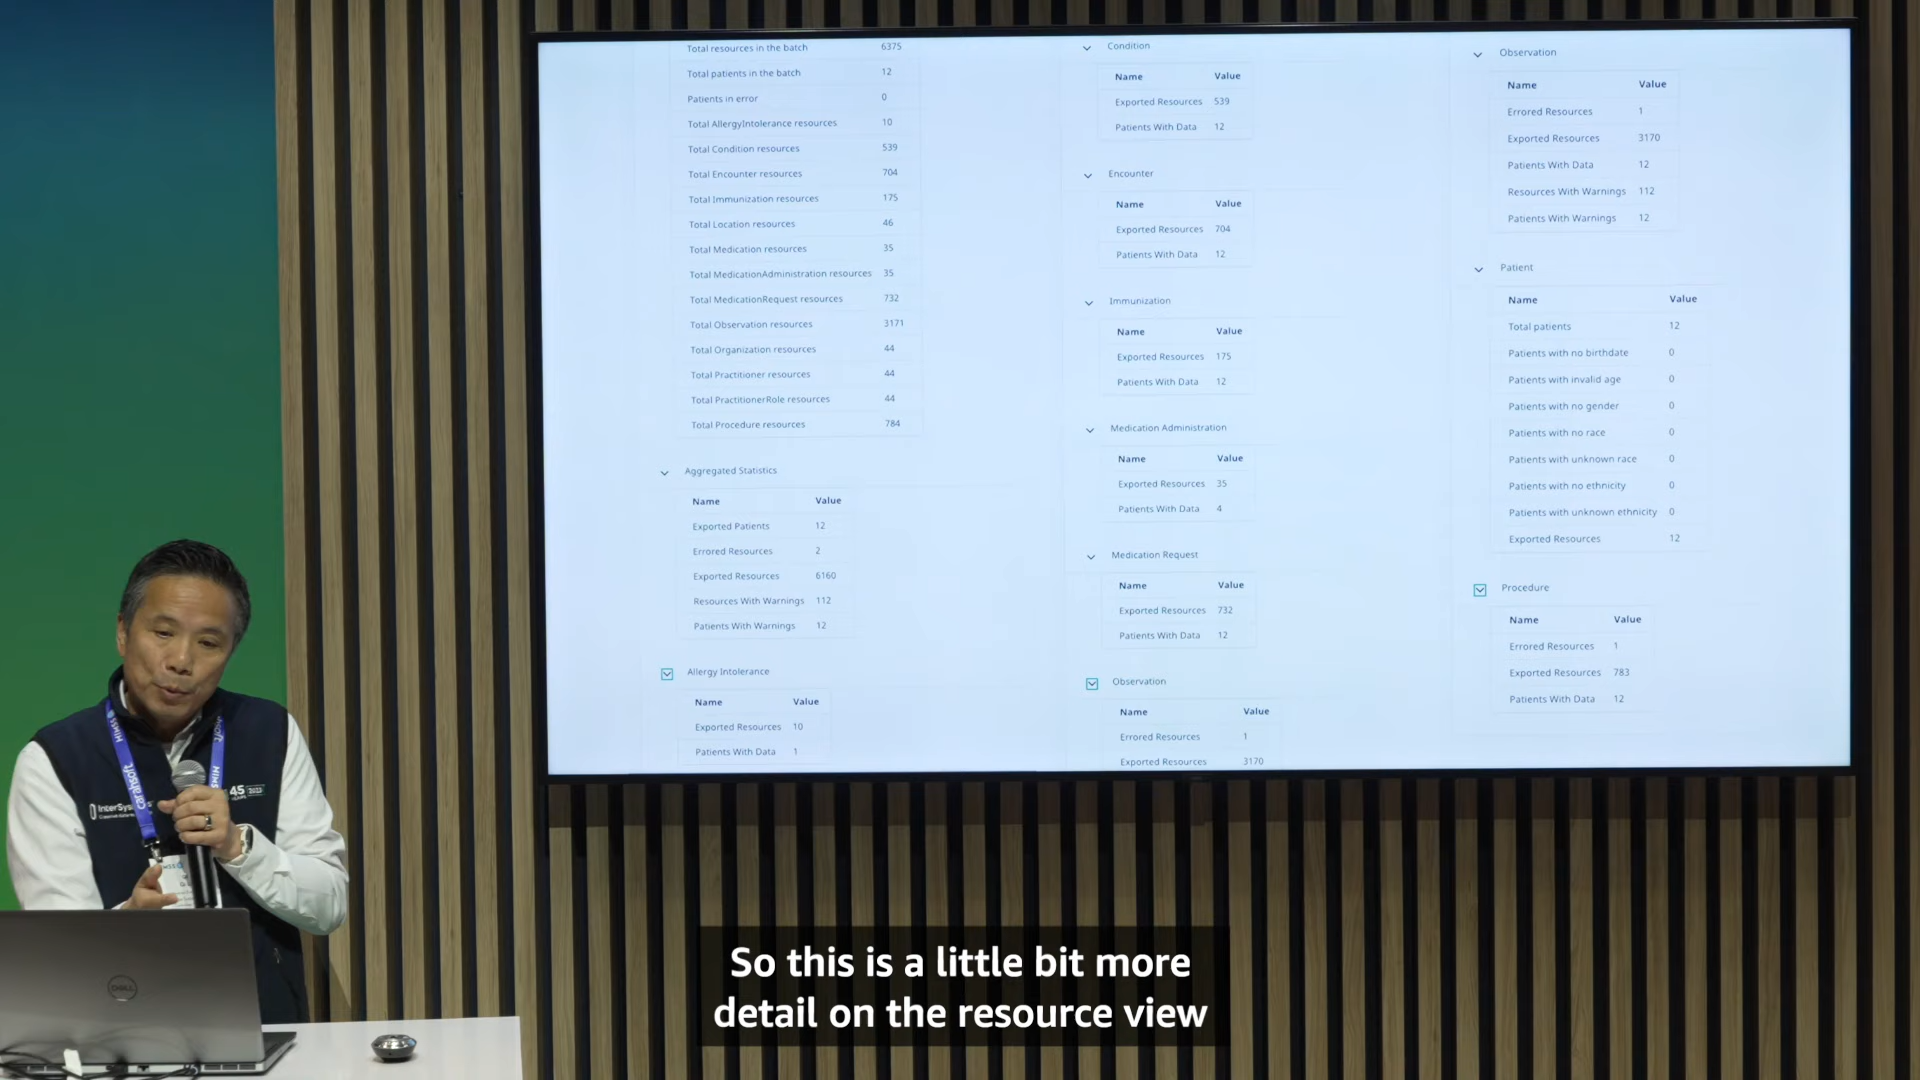 Total resources in the batch 6375
Total patients in the batch 12
Patients in error 0
Total AllergyIntolerance resources 10
Total Condition resources 539
Total Encounter resources 704
Total Immunization resources 175
Total Location resources 46
Total Medication resources 35
Total MedicationAdministration resources 35
Total MedicationRequest resources 732
Total Observation resources 3171
Total Organization resources 44
Total Practitioner resources 44
Total PractitionerRole resources 44
Total Procedure resources 784
Aggregated Statistics
Name Value
Exported Patients 12
Errored Resources 2
Exported Resources 6160
Resources With Warnings 112
Patients With Warnings 12
Allergy Intolerance
Name Value
Exported Resources 10
Patients With Data 1
Condition
Name Value
Exported Resources 539
Patients With Data 12
Encounter
Name Value
Exported Resources 704
Patients With Data 12
Immunization
Name Value
Exported Resources 175
Patients With Data 12
Medication Administration
Name Value
Exported Resources 35
Patients With Data 4
Medication Request
Name Value
Exported Resources 732
Patients With Data 12
Observation
Name Value
Errored Resources 1
Exported Resources 3170
Observation
Name Value
Errored Resources 1
Exported Resources 3170
Patients With Data 12
Resources With Warnings 112
Patients With Warnings 12
Patient
Name Value
Total patients 12
Patients with no birthdate 0
Patients with invalid age 0
Patients with no gender 0
Patients with no race 0
Patients with unknown race 0
Patients with no ethnicity 0
Patients with unknown ethnicity 0
Exported Resources 12
Procedure
Name Value
Errored Resources 1
Exported Resources 783
Patients With Data 12
HIMSS
carahsoft
45
YEARS
2023
DELL
So this is a little bit more
detail on the resource view